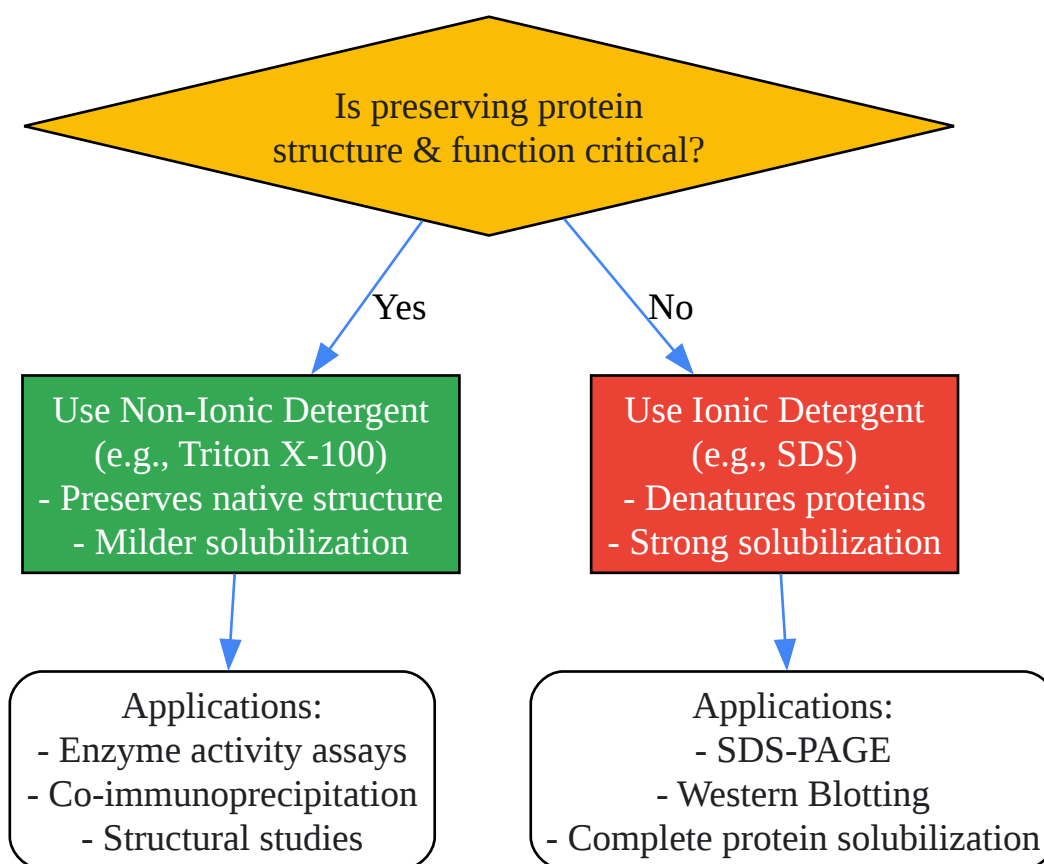 Is preserving protein
structure & function critical?
Yes
No
Use Non-Ionic Detergent
(e.g., Triton X-100)
- Preserves native structure
- Milder solubilization
Use Ionic Detergent
(e.g., SDS)
- Denatures proteins
- Strong solubilization
Applications:
- Enzyme activity assays
- Co-immunoprecipitation
- Structural studies
Applications:
- SDS-PAGE
- Western Blotting
- Complete protein solubilization